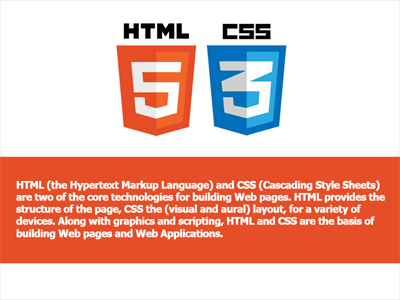 HTML CSS
5 3
HTML (the Hypertext Markup Language) and CSS (Cascading Style Sheets)
are two of the core technologies for building Web pages. HTML provides the
structure of the page, CSS the (visual and aural) layout, for a variety of
devices. Along with graphics and scripting, HTML and CSS are the basis of
building Web pages and Web Applications.